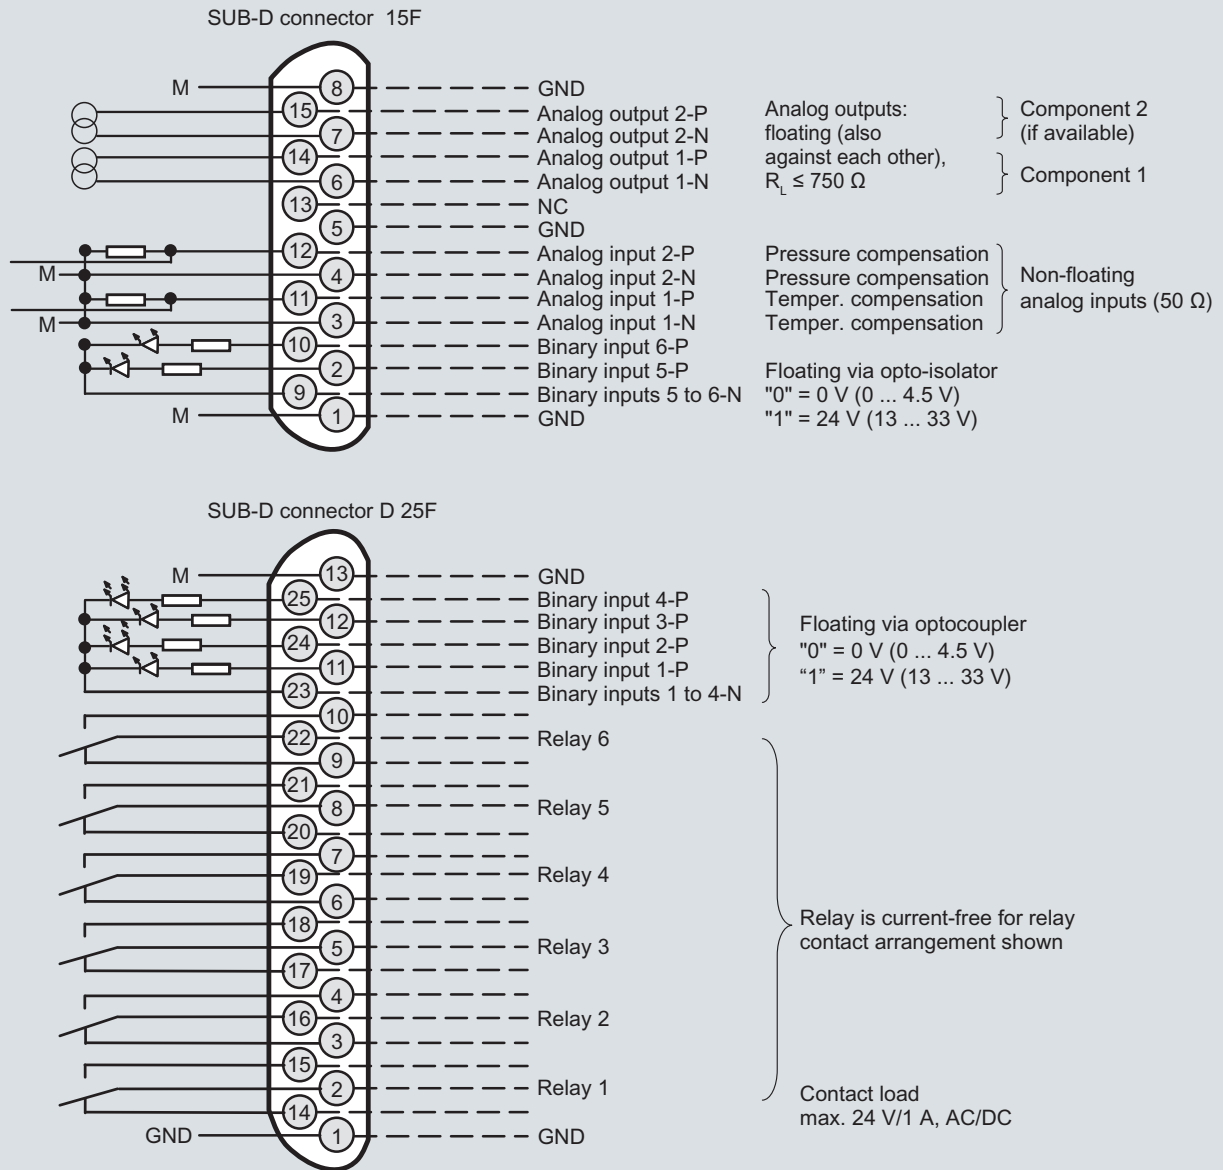 SUB-D connector 15F
M
8
GND
15
Analog output 2-P
7
Analog output 2-N
14
Analog output 1-P
6
Analog output 1-N
13
NC
5
GND
Analog outputs:
floating (also
against each other),
R_L ≤ 750 Ω
Component 2
(if available)
Component 1
12
Analog input 2-P
Pressure compensation
M
4
Analog input 2-N
Pressure compensation
11
Analog input 1-P
Temper. compensation
M
3
Analog input 1-N
Temper. compensation
Non-floating
analog inputs (50 Ω)
10
Binary input 6-P
2
Binary input 5-P
9
Binary inputs 5 to 6-N
M
1
GND
Floating via opto-isolator
"0" = 0 V (0 ... 4.5 V)
"1" = 24 V (13 ... 33 V)
SUB-D connector D 25F
M
13
GND
25
Binary input 4-P
12
Binary input 3-P
24
Binary input 2-P
11
Binary input 1-P
23
Binary inputs 1 to 4-N
Floating via optocoupler
"0" = 0 V (0 ... 4.5 V)
“1” = 24 V (13 ... 33 V)
10
22
Relay 6
9
21
8
Relay 5
20
7
19
Relay 4
6
18
5
Relay 3
17
4
16
Relay 2
3
15
2
Relay 1
14
GND
1
GND
Relay is current-free for relay
contact arrangement shown
Contact load
max. 24 V/1 A, AC/DC